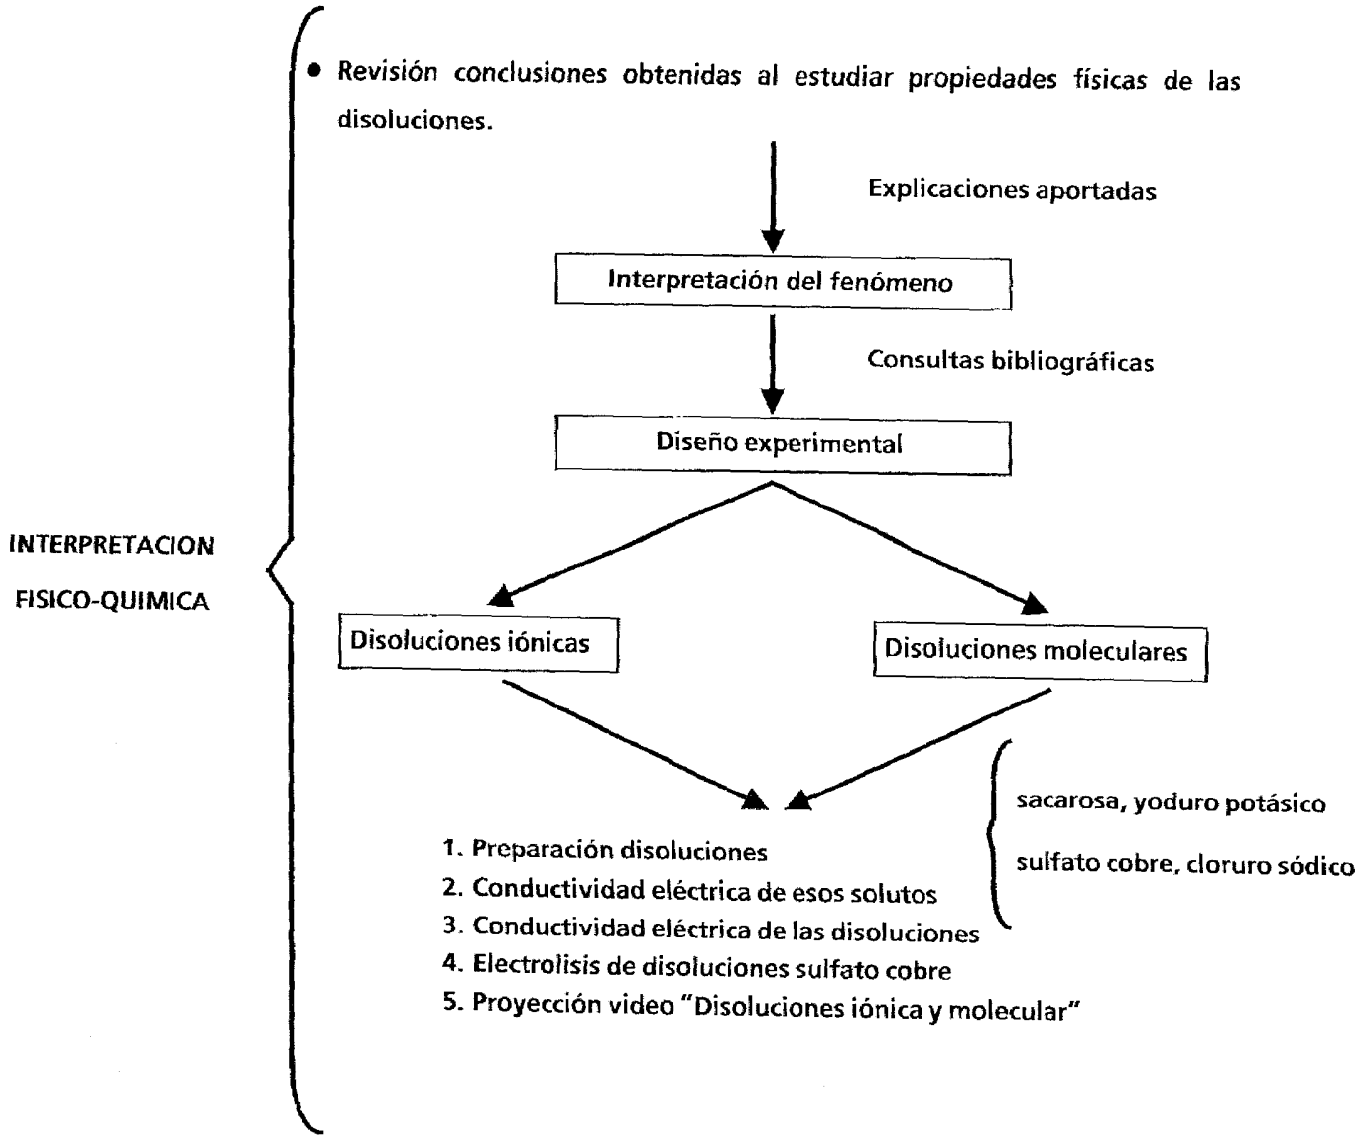 • Revisión conclusiones obtenidas al estudiar propiedades físicas de las
disoluciones.
Explicaciones aportadas
Interpretación del fenómeno
Consultas bibliográficas
Diseño experimental
INTERPRETACION
FISICO-QUIMICA
Disoluciones iónicas
Disoluciones moleculares
sacarosa, yoduro potásico
sulfato cobre, cloruro sódico
1. Preparación disoluciones
2. Conductividad eléctrica de esos solutos
3. Conductividad eléctrica de las disoluciones
4. Electrolisis de disoluciones sulfato cobre
5. Proyección video "Disoluciones iónica y molecular"